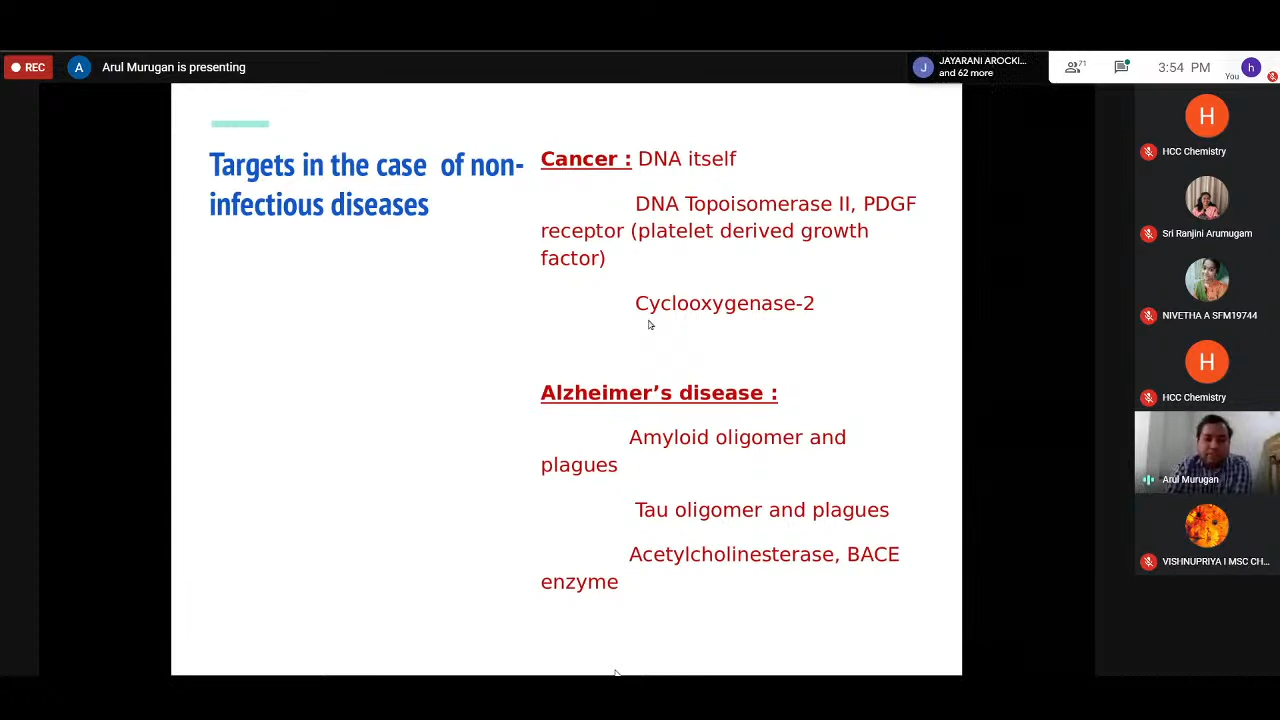 REC
A
Arul Murugan is presenting
J
JAYARANI AROCKI...
and 62 more
71
3:54 PM
You
h
Targets in the case of non-
infectious diseases
Cancer : DNA itself
DNA Topoisomerase II, PDGF
receptor (platelet derived growth
factor)
Cyclooxygenase-2
Alzheimer’s disease :
Amyloid oligomer and
plagues
Tau oligomer and plagues
Acetylcholinesterase, BACE
enzyme
H
HCC Chemistry
Sri Ranjini Arumugam
NIVETHA A SFM19744
H
HCC Chemistry
Arul Murugan
VISHNUPRIYA I MSC CH...